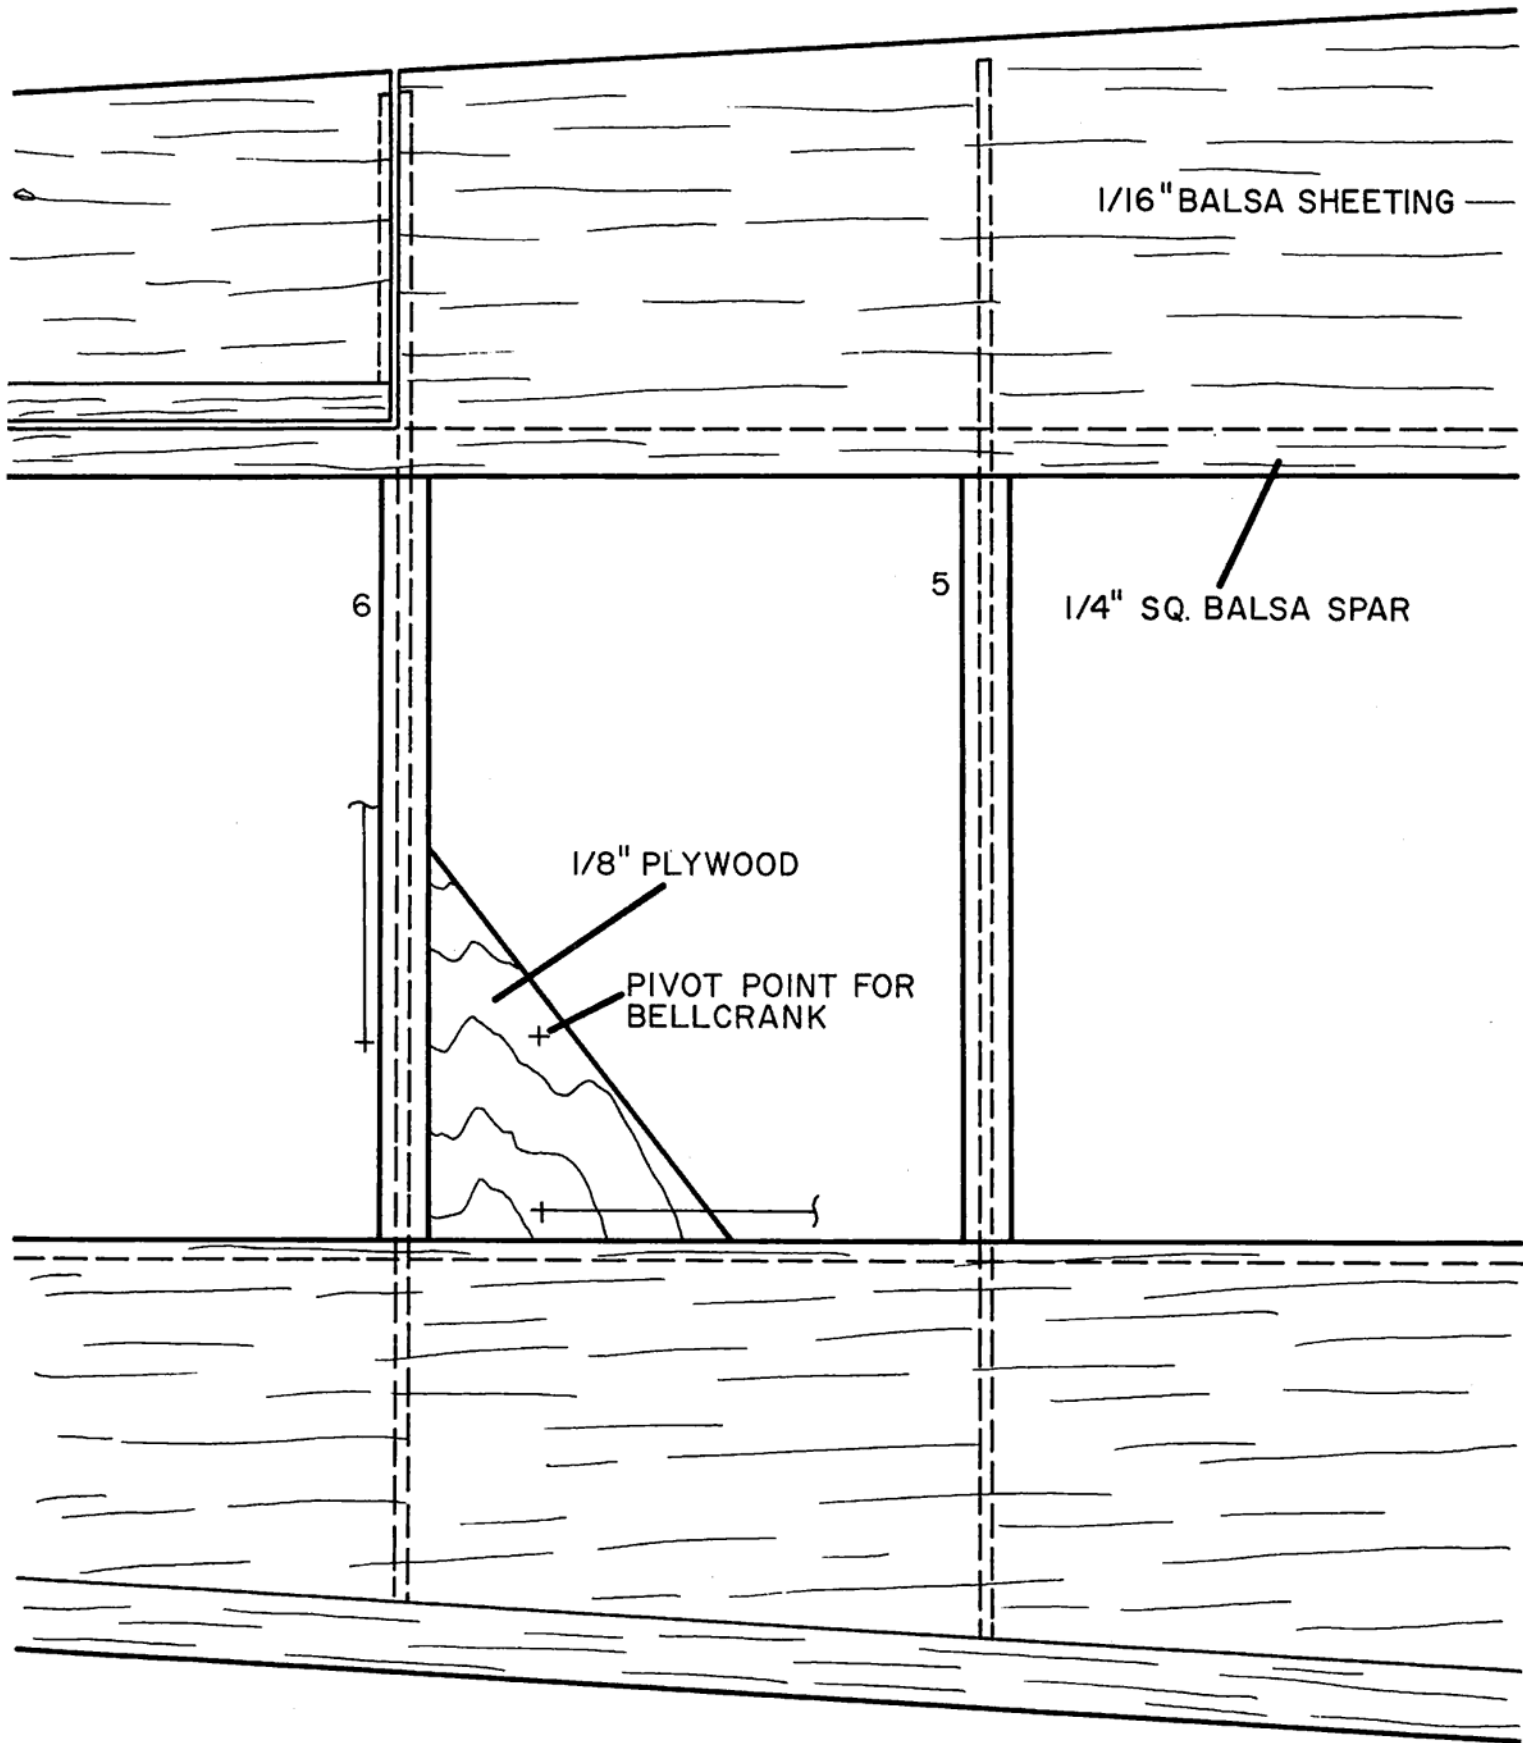 1/16" BALSA SHEETING
5
6
1/4" SQ. BALSA SPAR
1/8" PLYWOOD
PIVOT POINT FOR
BELLCRANK